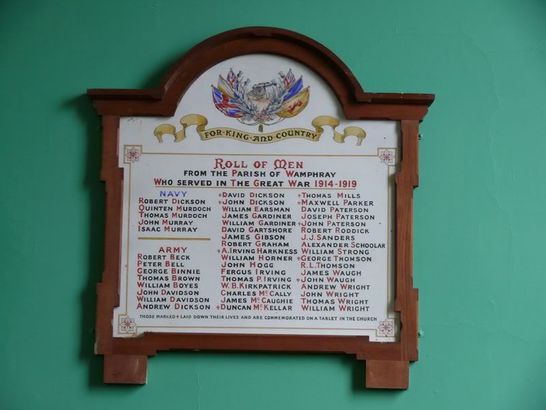 FOR·KING·AND·COUNTRY
ROLL OF MEN
FROM THE PARISH OF WAMPHRAY
WHO SERVED IN THE GREAT WAR 1914-1919
NAVY
ROBERT DICKSON
QUINTEN MURDOCH
THOMAS MURDOCH
JOHN MURRAY
ISAAC MURRAY
ARMY
ROBERT BECK
PETER BELL
GEORGE BINNIE
THOMAS BROWN
WILLIAM BOYES
JOHN DAVIDSON
WILLIAM DAVIDSON
ANDREW DICKSON
+DAVID DICKSON
+JOHN DICKSON
WILLIAM EARSMAN
JAMES GARDINER
WILLIAM GARDINER
DAVID GARTSHORE
JAMES GIBSON
ROBERT GRAHAM
+A. IRVING HARKNESS
WILLIAM HORNER
JOHN HOGG
FERGUS IRVING
THOMAS P. IRVING
W. B. KIRKPATRICK
CHARLES McCALLY
JAMES McCAUGHIE
+DUNCAN McKELLAR
+THOMAS MILLS
+MAXWELL PARKER
DAVID PATERSON
JOSEPH PATERSON
+JOHN PATERSON
ROBERT RODDICK
J. J. SANDERS
ALEXANDER SCHOOLAR
WILLIAM STRONG
+GEORGE THOMSON
R. L. THOMSON
JAMES WAUGH
+JOHN WAUGH
ANDREW WRIGHT
JOHN WRIGHT
THOMAS WRIGHT
WILLIAM WRIGHT
THOSE MARKED + LAID DOWN THEIR LIVES AND ARE COMMEMORATED ON A TABLET IN THE CHURCH